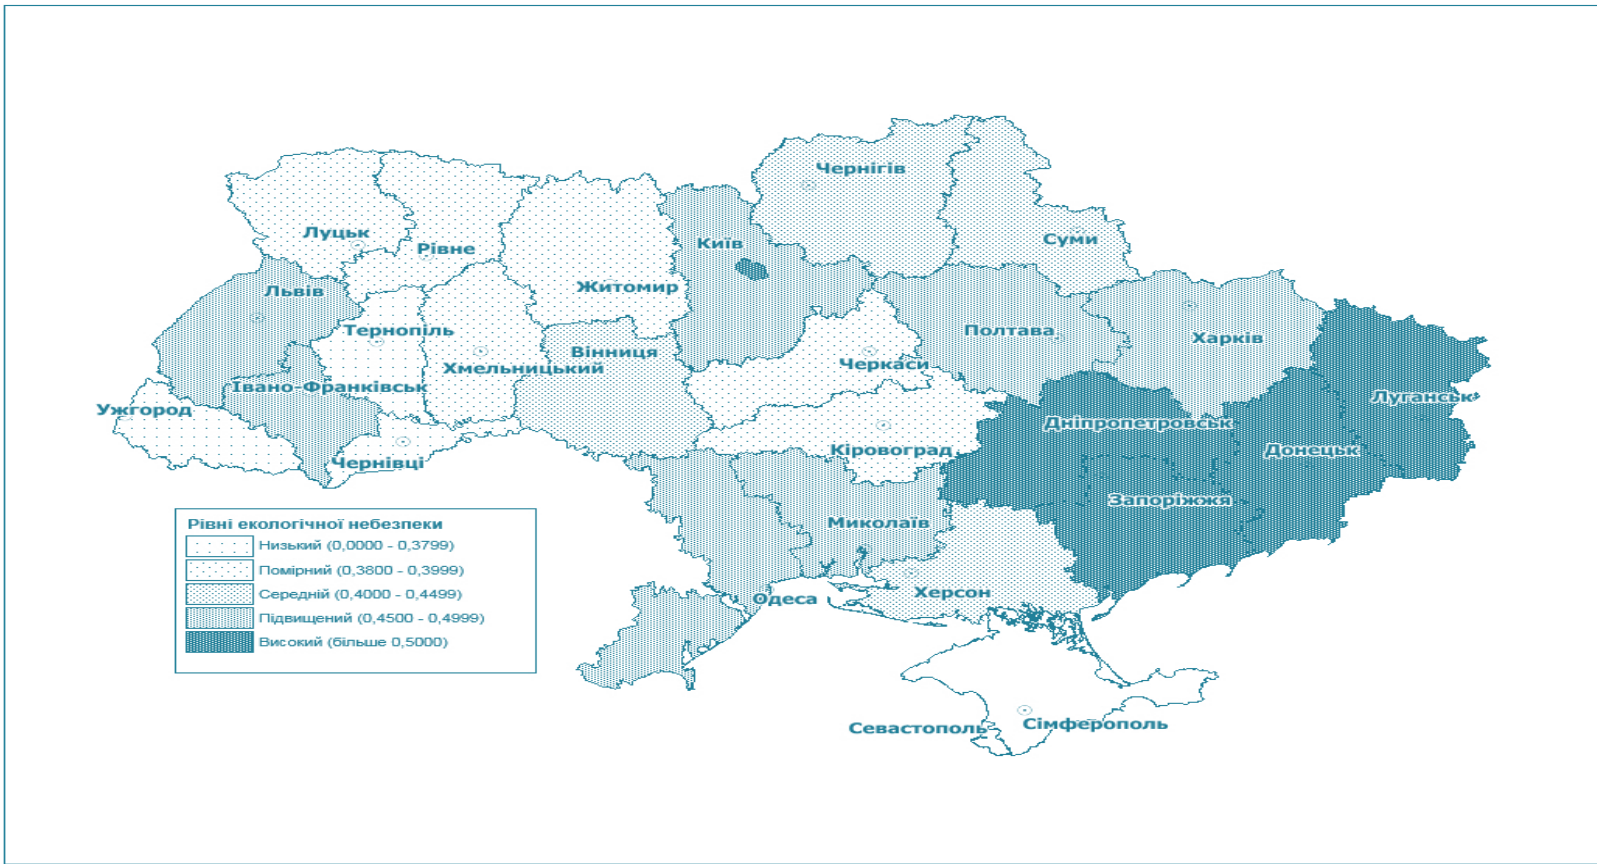 Чернігів
Луцьк
Рівне
Київ
Суми
Львів
Житомир
Тернопіль
Вінниця
Полтава
Харків
Хмельницький
Черкаси
Івано-Франківськ
Луганськ
Ужгород
Дніпропетровськ
Чернівці
Кіровоград
Донецьк
Запоріжжя
Миколаїв
Рівні екологічної небезпеки
Низький (0,0000 - 0,3799)
Помірний (0,3800 - 0,3999)
Середній (0,4000 - 0,4499)
Підвищений (0,4500 - 0,4999)
Високий (більше 0,5000)
Одеса
Херсон
Севастополь
Сімферополь